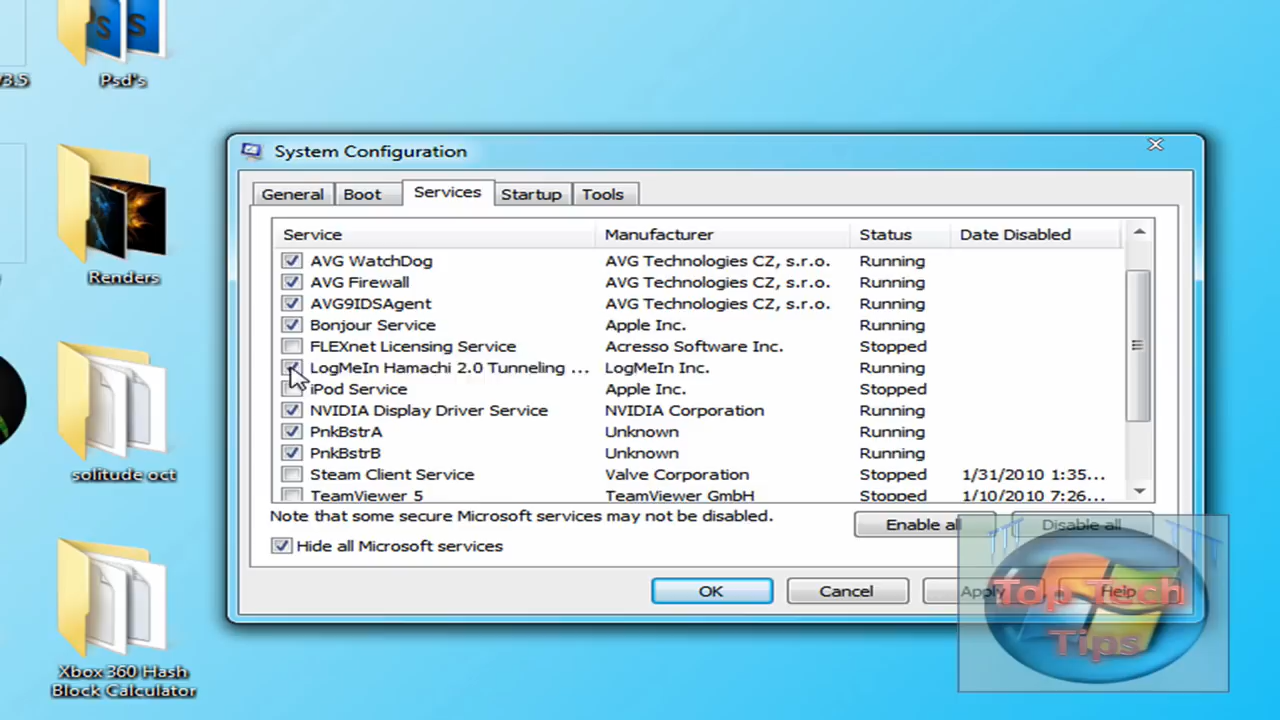 V3.5
Psd's
Renders
solitude oct
Xbox 360 Hash
Block Calculator
System Configuration
General Boot Services Startup Tools
Service Manufacturer Status Date Disabled
AVG WatchDog AVG Technologies CZ, s.r.o. Running
AVG Firewall AVG Technologies CZ, s.r.o. Running
AVG9IDSAgent AVG Technologies CZ, s.r.o. Running
Bonjour Service Apple Inc. Running
FLEXnet Licensing Service Acresso Software Inc. Stopped
LogMeIn Hamachi 2.0 Tunneling ... LogMeIn Inc. Running
iPod Service Apple Inc. Stopped
NVIDIA Display Driver Service NVIDIA Corporation Running
PnkBstrA Unknown Running
PnkBstrB Unknown Running
Steam Client Service Valve Corporation Stopped 1/31/2010 1:35...
TeamViewer 5 TeamViewer GmbH Stopped 1/10/2010 7:26...
Note that some secure Microsoft services may not be disabled.
Enable all Disable all
Hide all Microsoft services
OK Cancel Apply Help
Top Tech
Tips